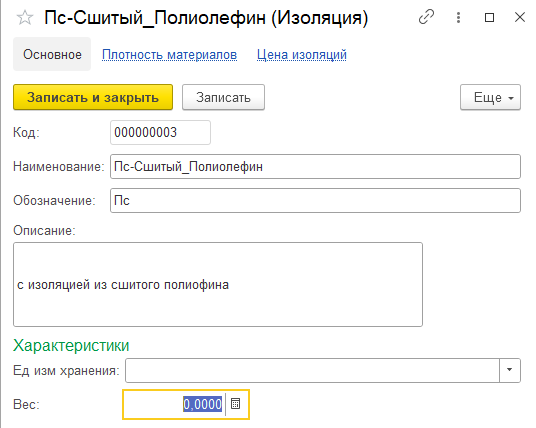 Пс-Сшитый_Полиолефин (Изоляция)
Основное Плотность материалов Цена изоляций
Записать и закрыть Записать Еще
Код: 000000003
Наименование: Пс-Сшитый_Полиолефин
Обозначение: Пс
Описание:
с изоляцией из сшитого полиофина
Характеристики
Ед изм хранения:
Вес: 0,0000